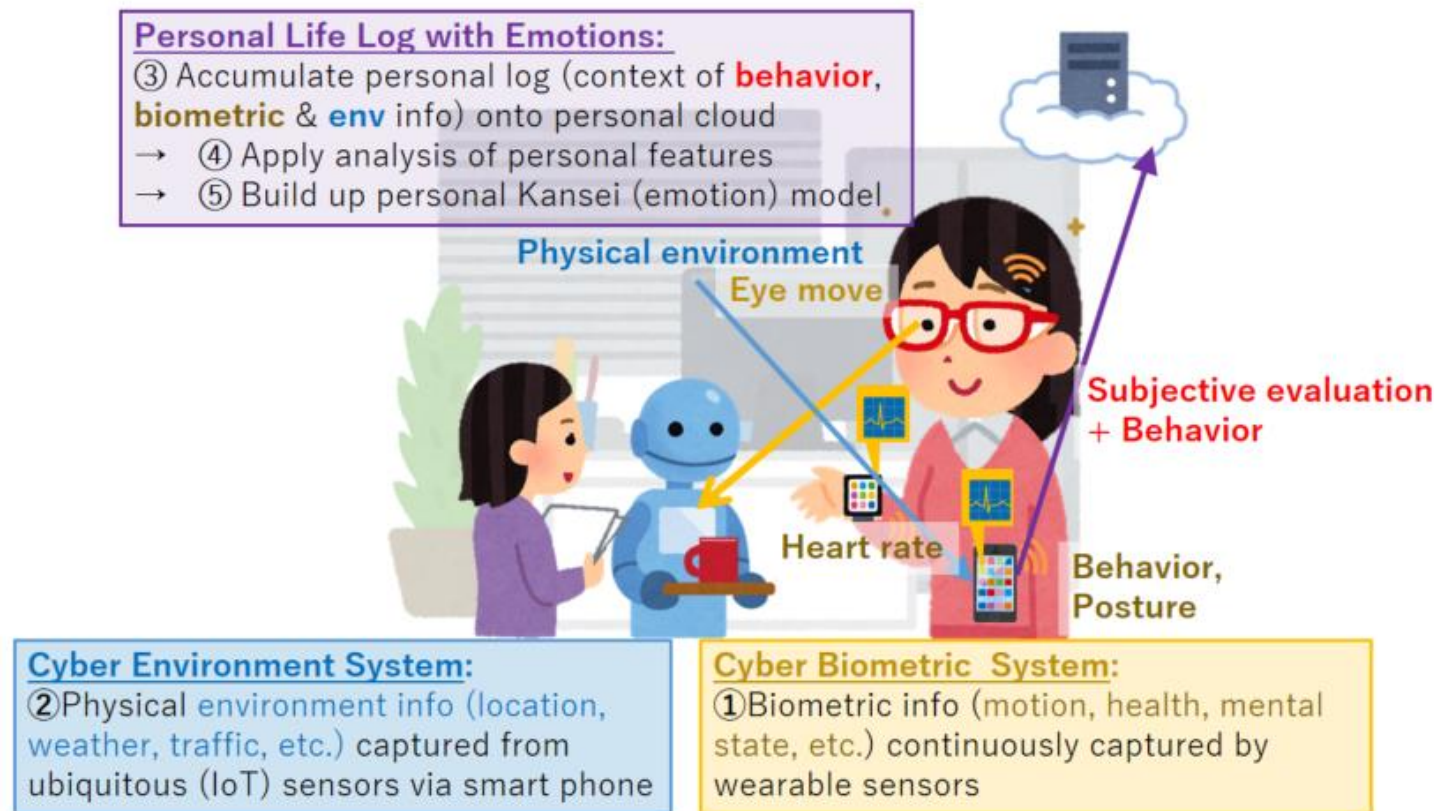 Personal Life Log with Emotions:
③ Accumulate personal log (context of behavior,
biometric & env info) onto personal cloud
→ ④ Apply analysis of personal features
→ ⑤ Build up personal Kansei (emotion) model
Physical environment
Eye move
Subjective evaluation
+ Behavior
Heart rate
Behavior,
Posture
Cyber Environment System:
②Physical environment info (location,
weather, traffic, etc.) captured from
ubiquitous (IoT) sensors via smart phone
Cyber Biometric System:
①Biometric info (motion, health, mental
state, etc.) continuously captured by
wearable sensors